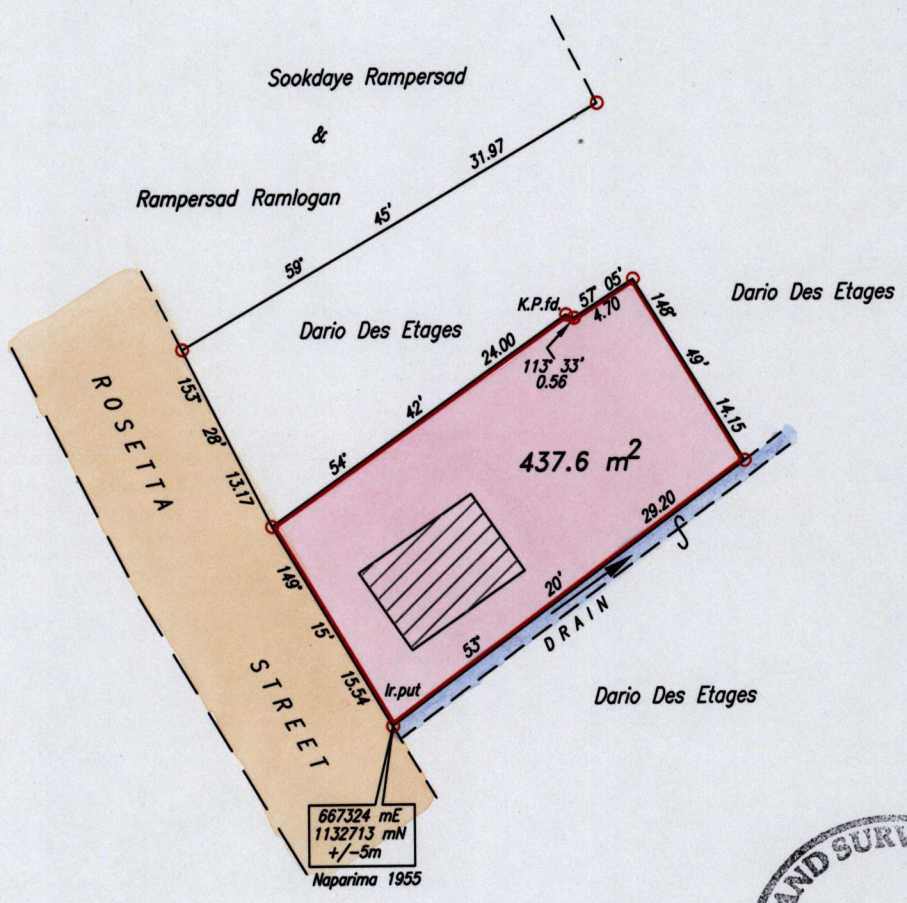 Sookdaye Rampersad
&
Rampersad Ramlogan
59° 45' 31.97
Dario Des Etages
Dario Des Etages
K.P.fd.
57° 05'
4.70
113° 33'
0.56
54° 42' 24.00
148° 49' 14.15
153° 28' 13.17
ROSETTA STREET
437.6 m²
149° 15' 15.54
Ir.put
53° 20' 29.20
DRAIN
Dario Des Etages
667324 mE
1132713 mN
+/-5m
Naparima 1955
AND SURV